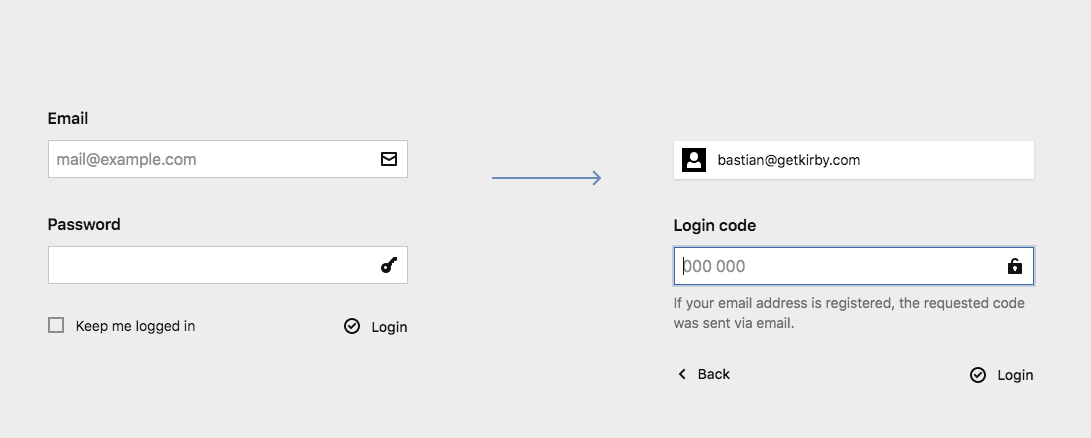 Email
mail@example.com
Password
Keep me logged in
Login
bastian@getkirby.com
Login code
000 000
If your email address is registered, the requested code
was sent via email.
Back
Login